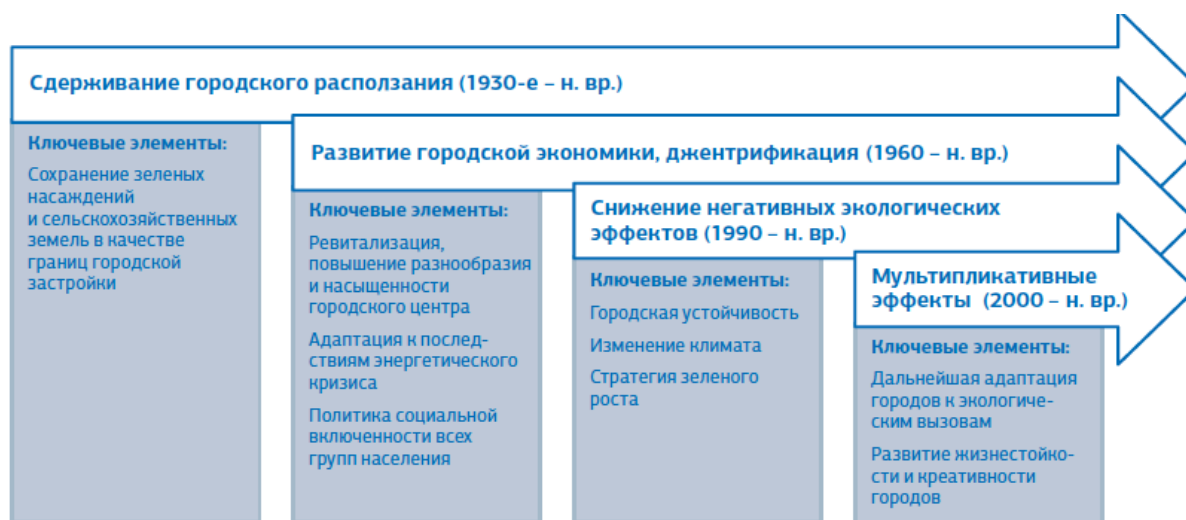 Сдерживание городского расползания (1930-е – н. вр.)
Ключевые элементы:
Сохранение зеленых
насаждений
и сельскохозяйственных
земель в качестве
границ городской
застройки
Развитие городской экономики, джентрификация (1960 – н. вр.)
Ключевые элементы:
Ревитализация,
повышение разнообразия
и насыщенности
городского центра
Адаптация к послед-
ствиям энергетического
кризиса
Политика социальной
включенности всех
групп населения
Снижение негативных экологических
эффектов (1990 – н. вр.)
Ключевые элементы:
Городская устойчивость
Изменение климата
Стратегия зеленого
роста
Мультипликативные
эффекты (2000 – н. вр.)
Ключевые элементы:
Дальнейшая адаптация
городов к экологиче-
ским вызовам
Развитие жизнестойко-
сти и креативности
городов